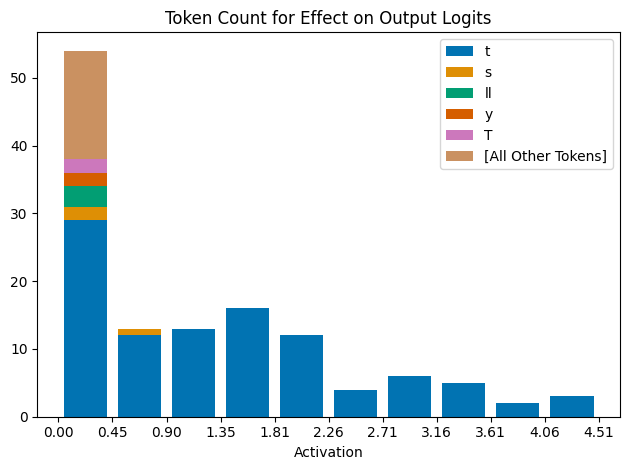 Token Count for Effect on Output Logits
t
s
ll
y
T
[All Other Tokens]
50
40
30
20
10
0
0.00 0.45 0.90 1.35 1.81 2.26 2.71 3.16 3.61 4.06 4.51
Activation